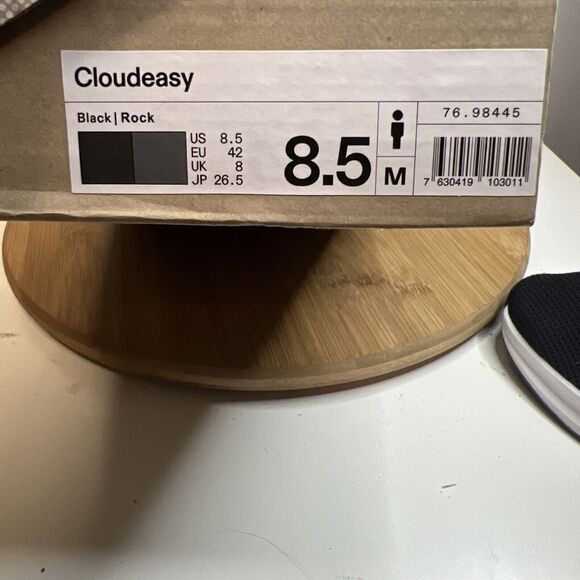 Cloudeasy
Black | Rock
76.98445
US 8.5
EU 42
UK 8
JP 26.5
8.5
M
7 630419 103011